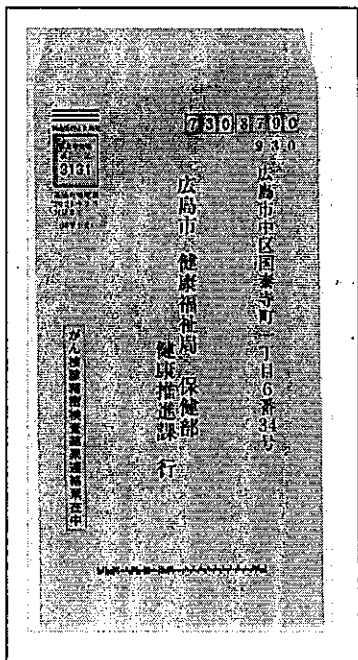 7308790
930
広島市中区国泰寺町一丁目6番34号
広島市 健康福祉局 保健部
健康推進課 行
3131
がん検診精密検査結果連絡票在中